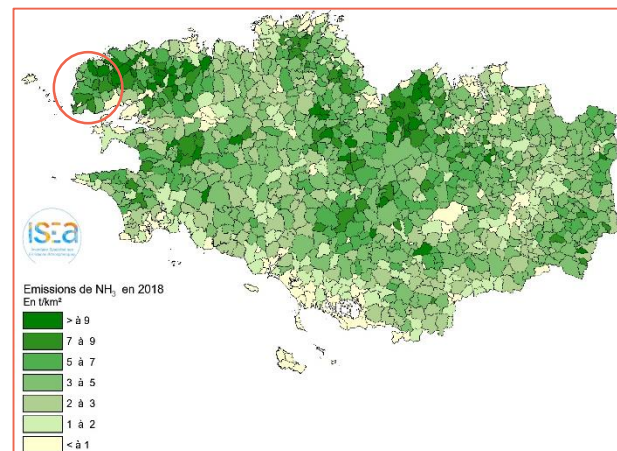 ISEA
Emissions de NH3 en 2018
En t/km²
> à 9
7 à 9
5 à 7
3 à 5
2 à 3
1 à 2
< à 1